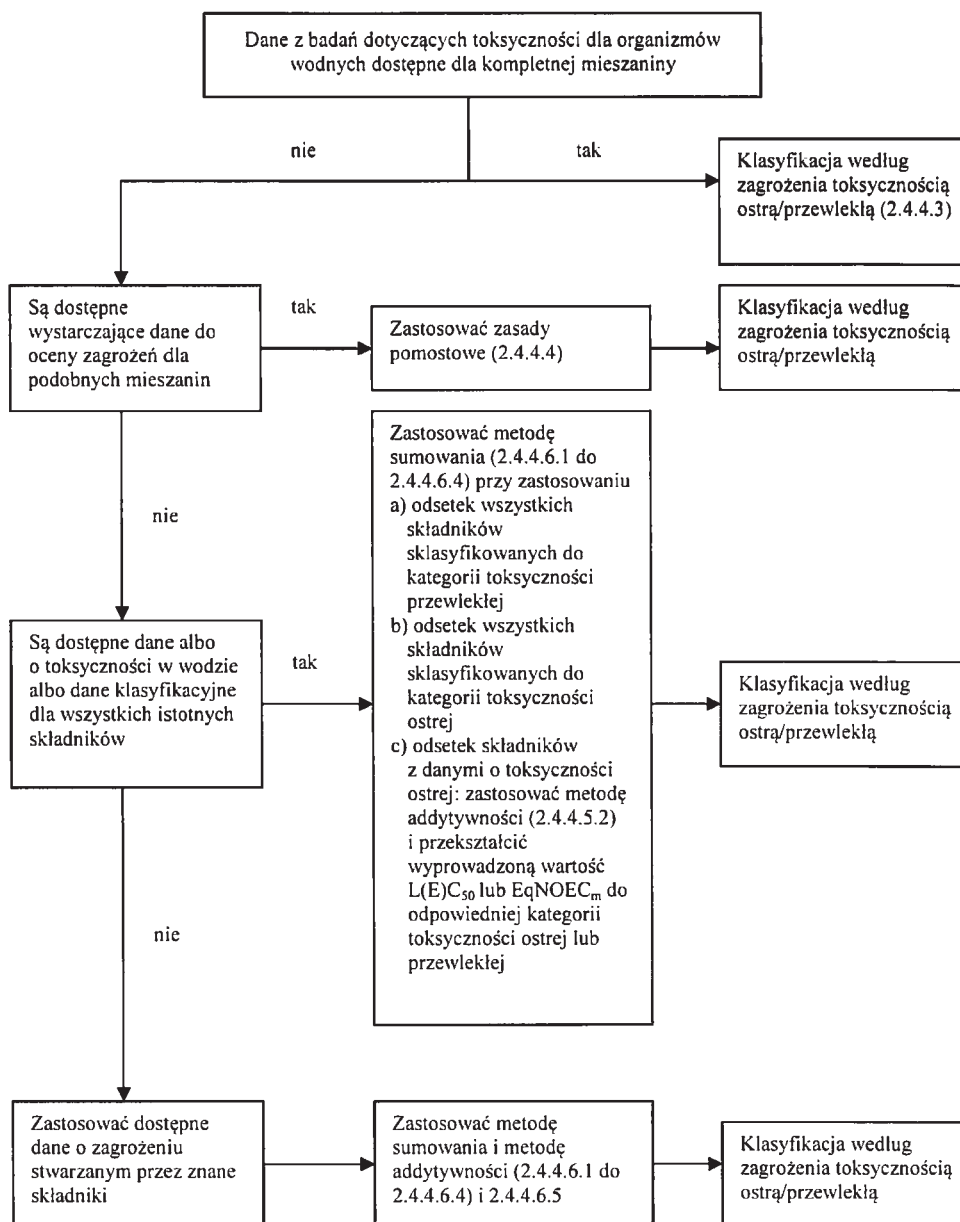 Dane z badań dotyczących toksyczności dla organizmów
wodnych dostępne dla kompletnej mieszaniny
nie
tak
Klasyfikacja według
zagrożenia toksycznością
ostrą/przewlekłą (2.4.4.3)
Są dostępne
wystarczające dane do
oceny zagrożeń dla
podobnych mieszanin
tak
Zastosować zasady
pomostowe (2.4.4.4)
Klasyfikacja według
zagrożenia toksycznością
ostrą/przewlekłą
nie
Zastosować metodę
sumowania (2.4.4.6.1 do
2.4.4.6.4) przy zastosowaniu
a) odsetek wszystkich
składników
sklasyfikowanych do
kategorii toksyczności
przewlekłej
b) odsetek wszystkich
składników
sklasyfikowanych do
kategorii toksyczności
ostrej
c) odsetek składników
z danymi o toksyczności
ostrej: zastosować metodę
addytywności (2.4.4.5.2)
i przekształcić
wyprowadzoną wartość
L(E)C₅₀ lub EqNOECₘ do
odpowiedniej kategorii
toksyczności ostrej lub
przewlekłej
Są dostępne dane albo
o toksyczności w wodzie
albo dane klasyfikacyjne
dla wszystkich istotnych
składników
tak
Klasyfikacja według
zagrożenia toksycznością
ostrą/przewlekłą
nie
Zastosować dostępne
dane o zagrożeniu
stwarzanym przez znane
składniki
Zastosować metodę
sumowania i metodę
addytywności (2.4.4.6.1 do
2.4.4.6.4) i 2.4.4.6.5
Klasyfikacja według
zagrożenia toksycznością
ostrą/przewlekłą